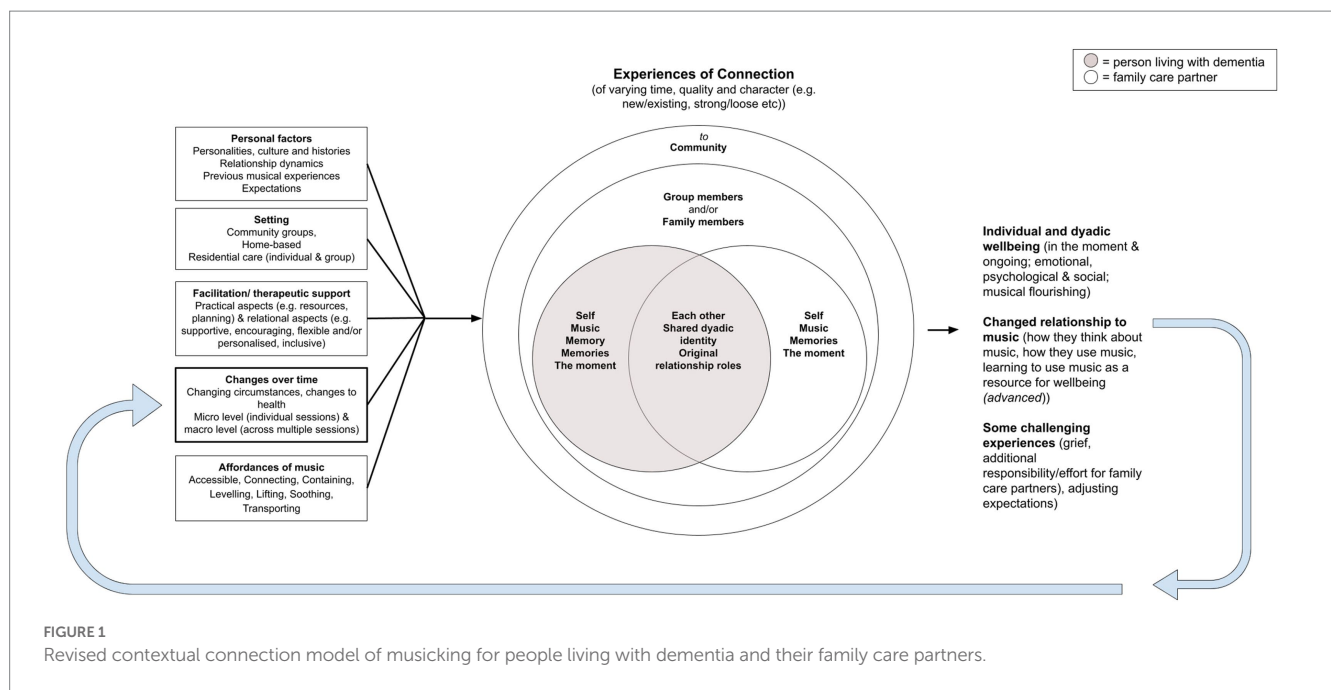 = person living with dementia
= family care partner
Experiences of Connection
(of varying time, quality and character (e.g.
new/existing, strong/loose etc))
Personal factors
Personalities, culture and histories
Relationship dynamics
Previous musical experiences
Expectations
Setting
Community groups,
Home-based
Residential care (individual & group)
Facilitation/ therapeutic support
Practical aspects (e.g. resources,
planning) & relational aspects (e.g.
supportive, encouraging, flexible and/or
personalised, inclusive)
Changes over time
Changing circumstances, changes to
health
Micro level (individual sessions) &
macro level (across multiple sessions)
Affordances of music
Accessible, Connecting, Containing,
Levelling, Lifting, Soothing,
Transporting
to
Community
Group members
and/or
Family members
Self
Music
Memory
Memories
The moment
Each other
Shared dyadic
identity
Original
relationship roles
Self
Music
Memories
The moment
Individual and dyadic
wellbeing (in the moment &
ongoing; emotional,
psychological & social;
musical flourishing)
Changed relationship to
music (how they think about
music, how they use music,
learning to use music as a
resource for wellbeing
(advanced))
Some challenging
experiences (grief,
additional
responsibility/effort for family
care partners), adjusting
expectations)
FIGURE 1
Revised contextual connection model of musicking for people living with dementia and their family care partners.